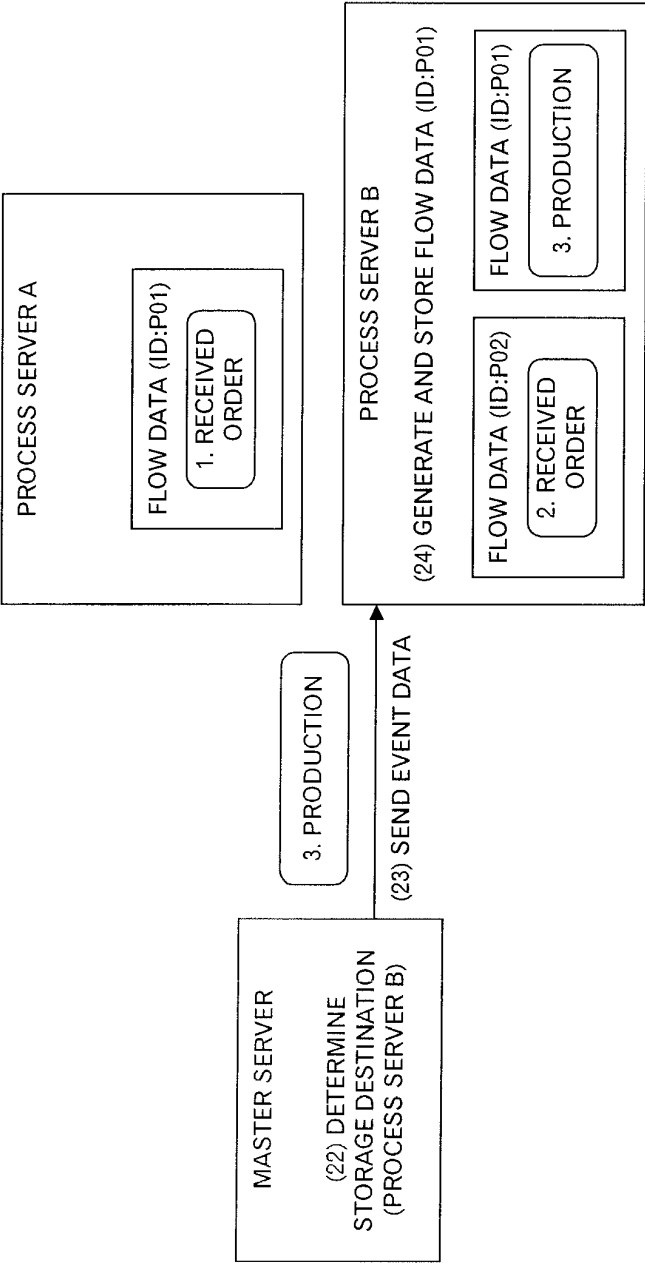 MASTER SERVER
(22) DETERMINE
STORAGE DESTINATION
(PROCESS SERVER B)
3. PRODUCTION
(23) SEND EVENT DATA
PROCESS SERVER A
FLOW DATA (ID:P01)
1. RECEIVED
ORDER
PROCESS SERVER B
(24) GENERATE AND STORE FLOW DATA (ID:P01)
FLOW DATA (ID:P02)
2. RECEIVED
ORDER
FLOW DATA (ID:P01)
3. PRODUCTION